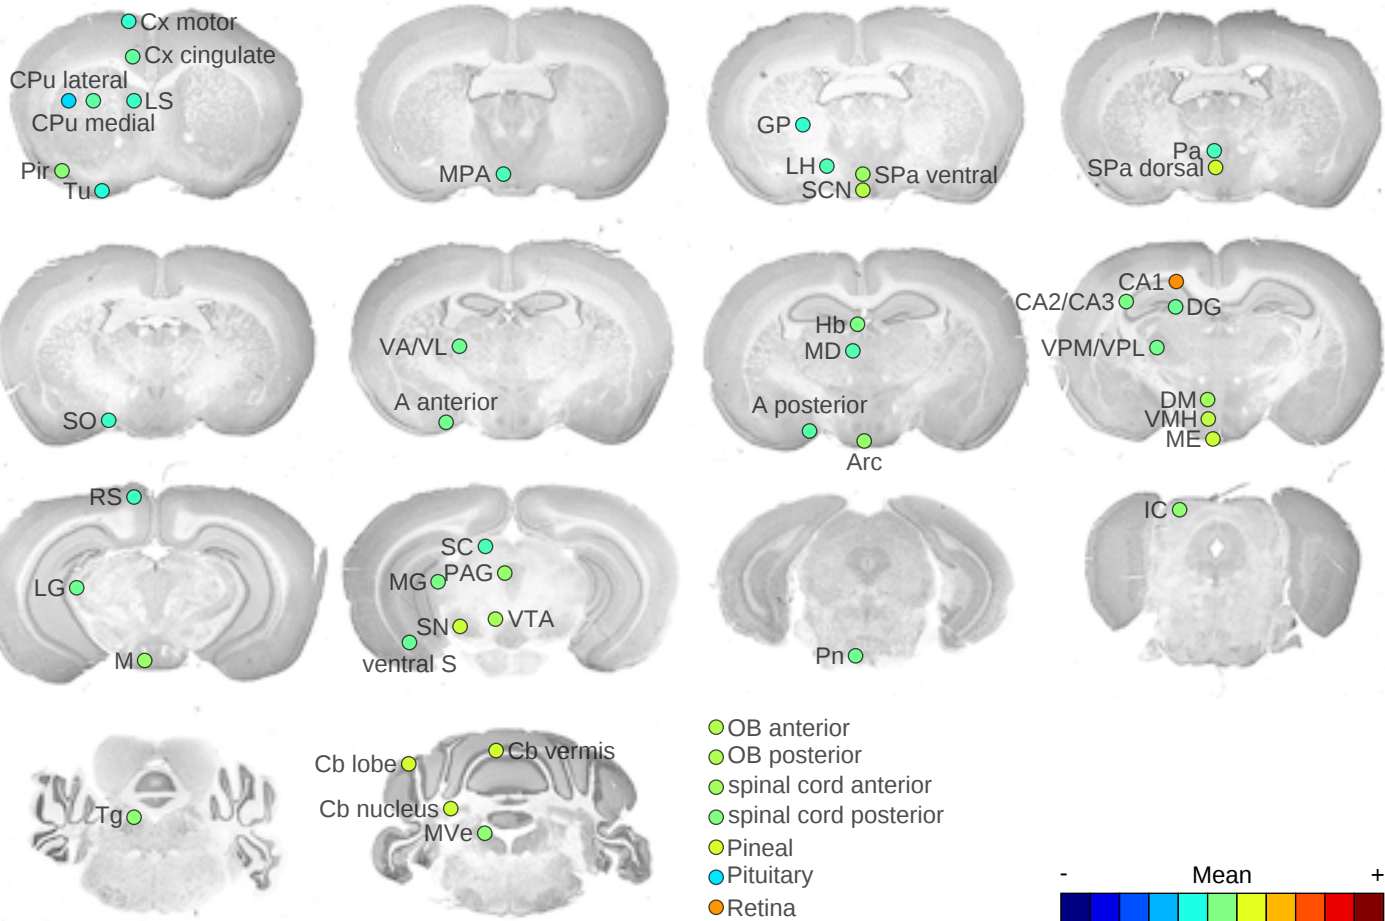 Cx motor
Cx cingulate
CPu lateral
LS
CPu medial
Pir
Tu
MPA
GP
LH
SPa ventral
SCN
Pa
SPa dorsal
SO
VA/VL
A anterior
Hb
MD
A posterior
Arc
CA1
CA2/CA3
DG
VPM/VPL
DM
VMH
ME
RS
LG
M
SC
PAG
MG
VTA
SN
ventral S
Pn
IC
Tg
Cb lobe
Cb vermis
Cb nucleus
MVe
OB anterior
OB posterior
spinal cord anterior
spinal cord posterior
Pineal
Pituitary
Retina
- Mean +